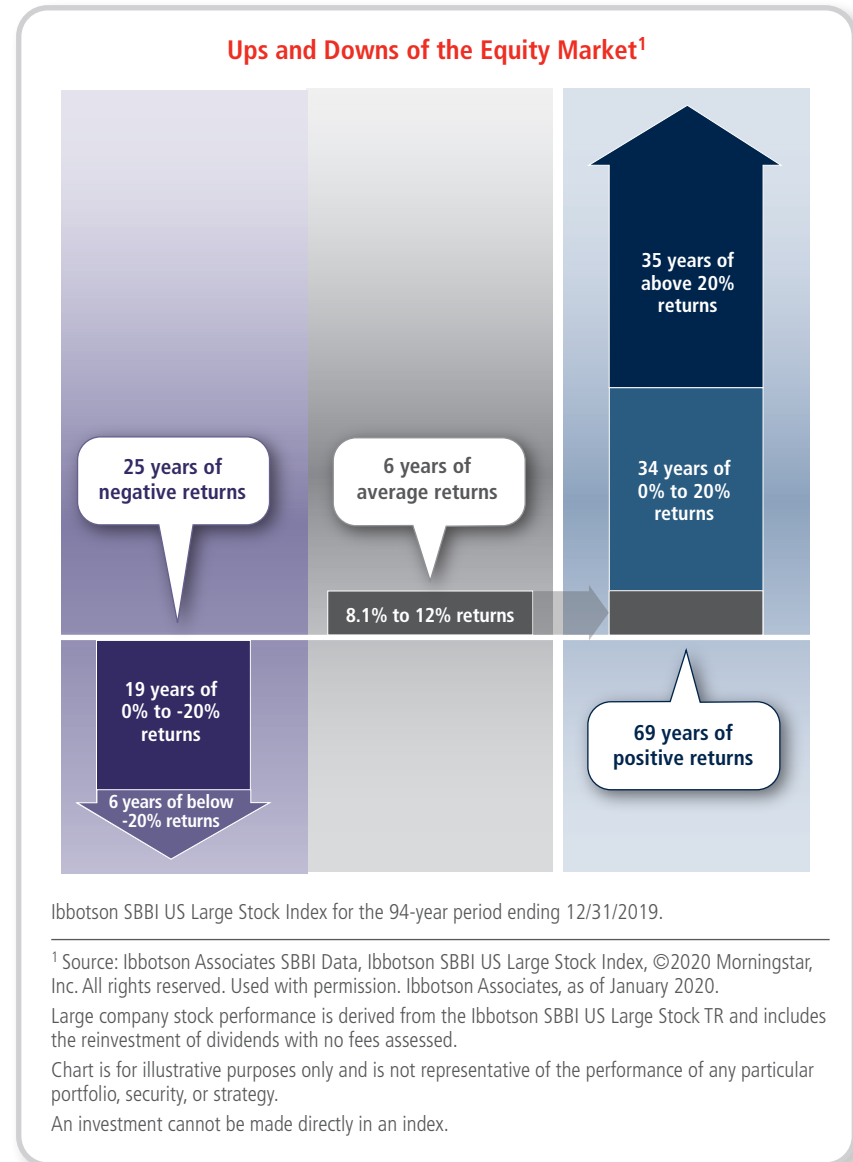 Ups and Downs of the Equity Market1
35 years of
above 20%
returns
25 years of
negative returns
6 years of
average returns
34 years of
0% to 20%
returns
8.1% to 12% returns
19 years of
0% to -20%
returns
6 years of below
-20% returns
69 years of
positive returns
Ibbotson SBBI US Large Stock Index for the 94-year period ending 12/31/2019.
1 Source: Ibbotson Associates SBBI Data, Ibbotson SBBI US Large Stock Index, ©2020 Morningstar,
Inc. All rights reserved. Used with permission. Ibbotson Associates, as of January 2020.
Large company stock performance is derived from the Ibbotson SBBI US Large Stock TR and includes
the reinvestment of dividends with no fees assessed.
Chart is for illustrative purposes only and is not representative of the performance of any particular
portfolio, security, or strategy.
An investment cannot be made directly in an index.